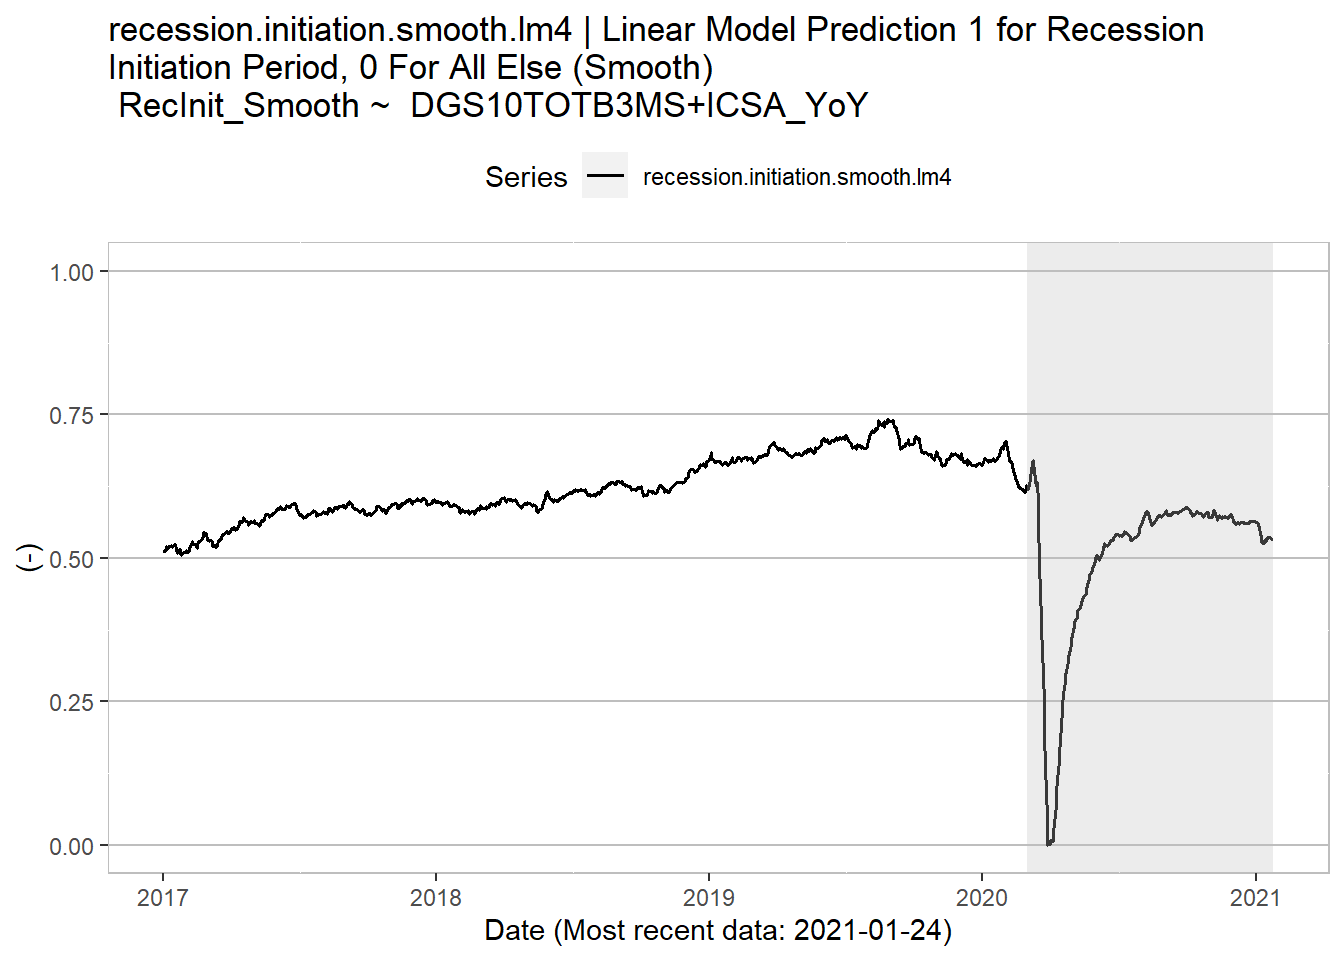 recession.initiation.smooth.lm4 | Linear Model Prediction 1 for Recession
Initiation Period, 0 For All Else (Smooth)
RecInit_Smooth ~  DGS10TOTB3MS+ICSA_YoY
Series
recession.initiation.smooth.lm4
1.00
0.75
0.50
0.25
0.00
(-)
2017
2018
2019
2020
2021
Date (Most recent data: 2021-01-24)